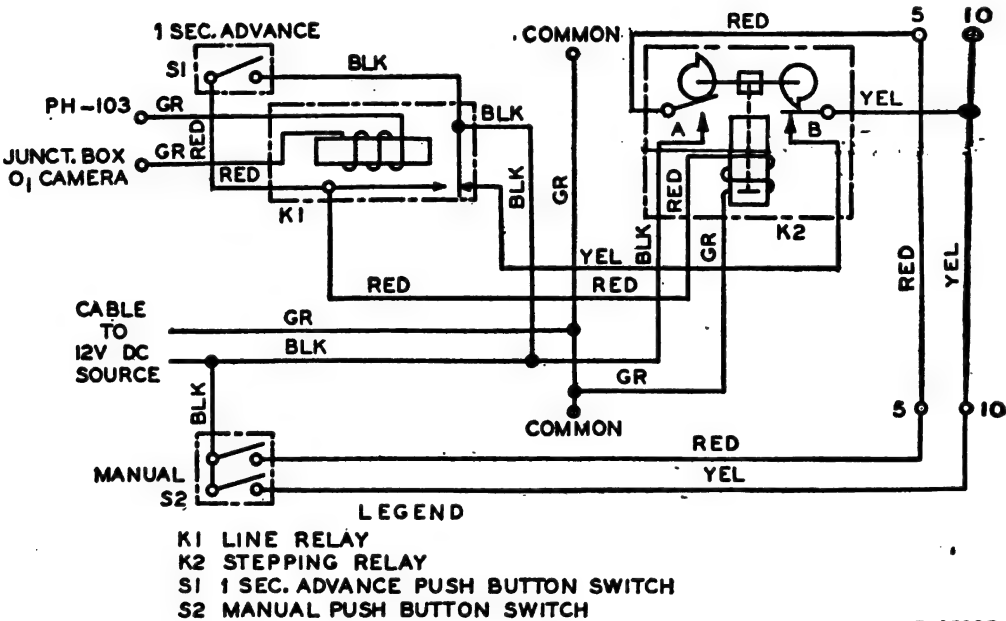 1 SEC. ADVANCE
S1
RED
BLK
PH-103
GR
JUNCT. BOX
O1 CAMERA
GR
RED
K1
BLK
BLK
COMMON
GR
RED
5
10
YEL
A
B
RED
K2
BLK
GR
YEL
RED
RED
RED
YEL
CABLE
TO
12V DC
SOURCE
GR
BLK
BLK
GR
COMMON
5
10
MANUAL
S2
RED
YEL
LEGEND
K1 LINE RELAY
K2 STEPPING RELAY
S1 1 SEC. ADVANCE PUSH BUTTON SWITCH
S2 MANUAL PUSH BUTTON SWITCH